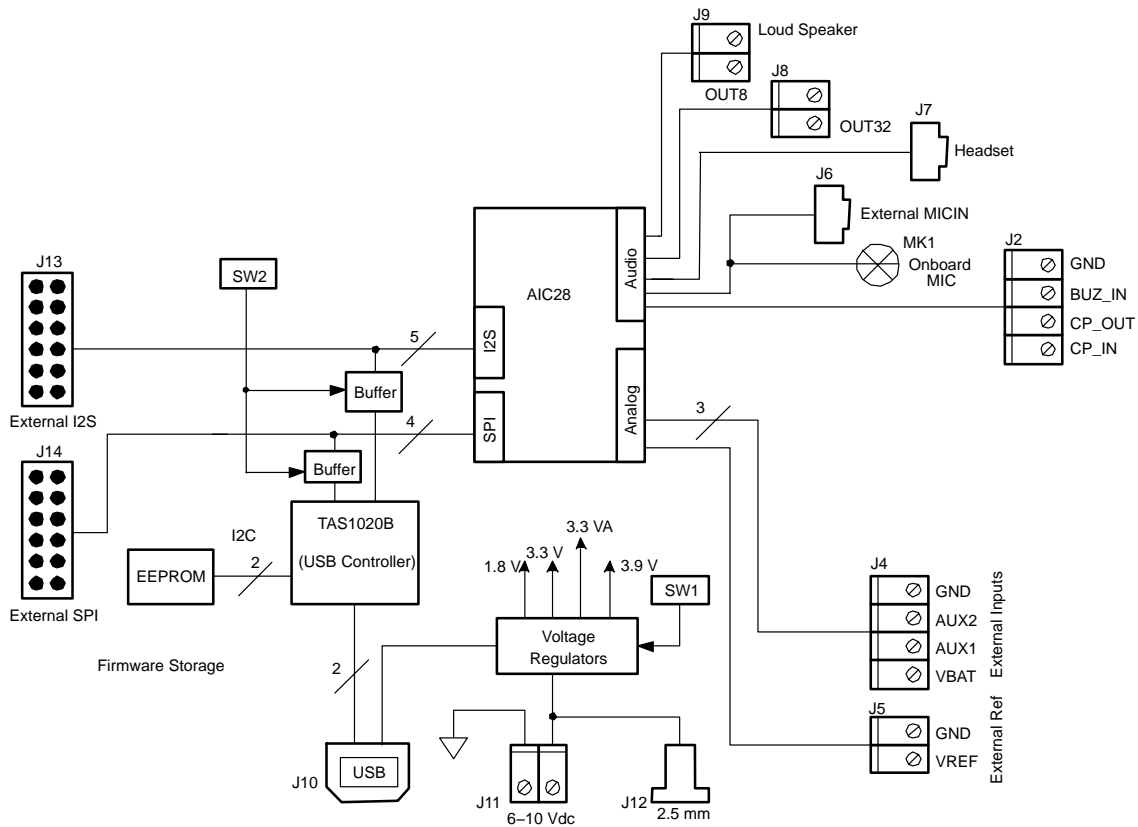 J9
Loud Speaker
OUT8
J8
OUT32
J7
Headset
J6
External MICIN
MK1
Onboard
MIC
J2
GND
BUZ_IN
CP_OUT
CP_IN
J13
External I2S
SW2
5
Buffer
I2S
AIC28
Audio
SPI
Analog
4
3
J14
External SPI
Buffer
TAS1020B
(USB Controller)
I2C
2
EEPROM
Firmware Storage
2
1.8 V
3.3 V
3.3 VA
3.9 V
SW1
Voltage
Regulators
J4
GND
AUX2
AUX1
VBAT
External Inputs
J5
GND
VREF
External Ref
J10
USB
J11
6–10 Vdc
J12
2.5 mm